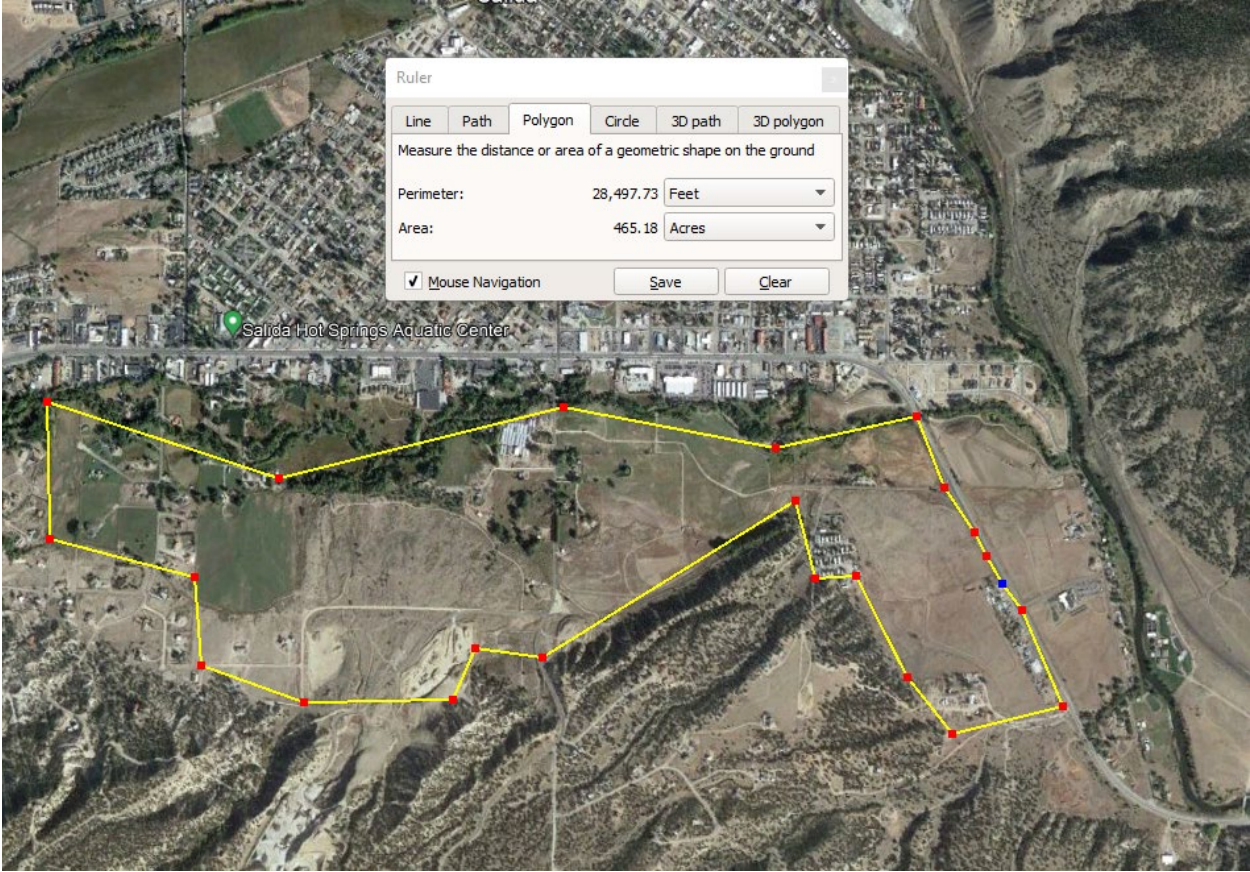 Salida
Ruler
Line Path Polygon Circle 3D path 3D polygon
Measure the distance or area of a geometric shape on the ground
Perimeter: 28,497.73 Feet
Area: 465.18 Acres
Mouse Navigation Save Clear
Salida Hot Springs Aquatic Center